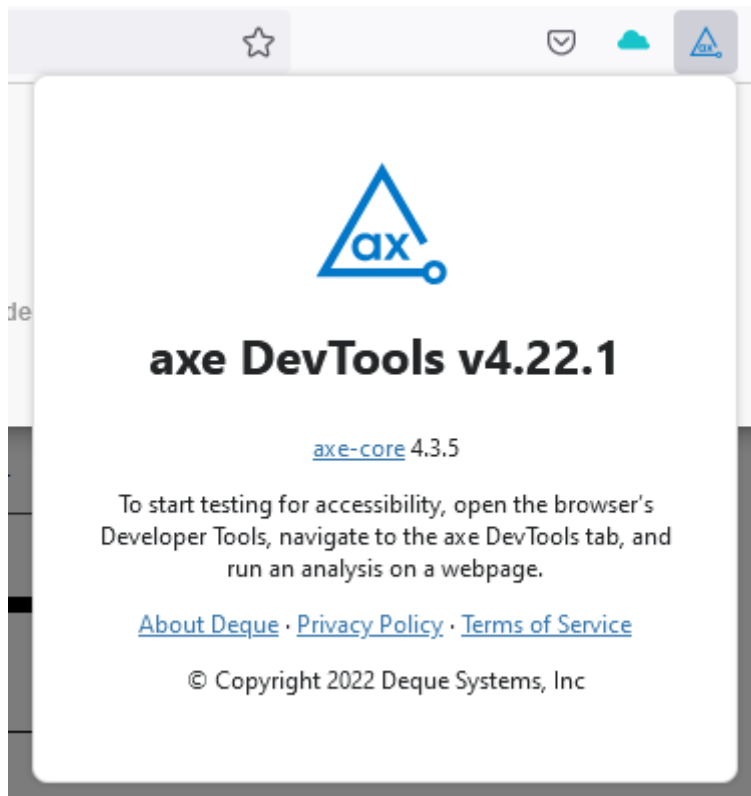 ax
ax
de
axe DevTools v4.22.1
axe-core 4.3.5
To start testing for accessibility, open the browser's
Developer Tools, navigate to the axe DevTools tab, and
run an analysis on a webpage.
About Deque · Privacy Policy · Terms of Service
© Copyright 2022 Deque Systems, Inc